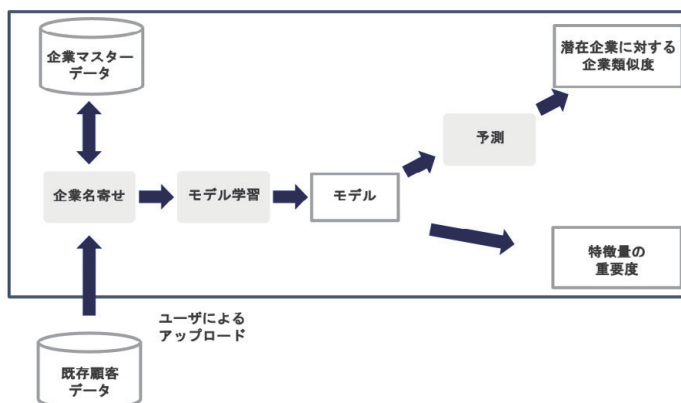 企業マスター
データ
潜在企業に対する
企業類似度
予測
企業名寄せ
モデル学習
モデル
特徴量の
重要度
ユーザによる
アップロード
既存顧客
データ